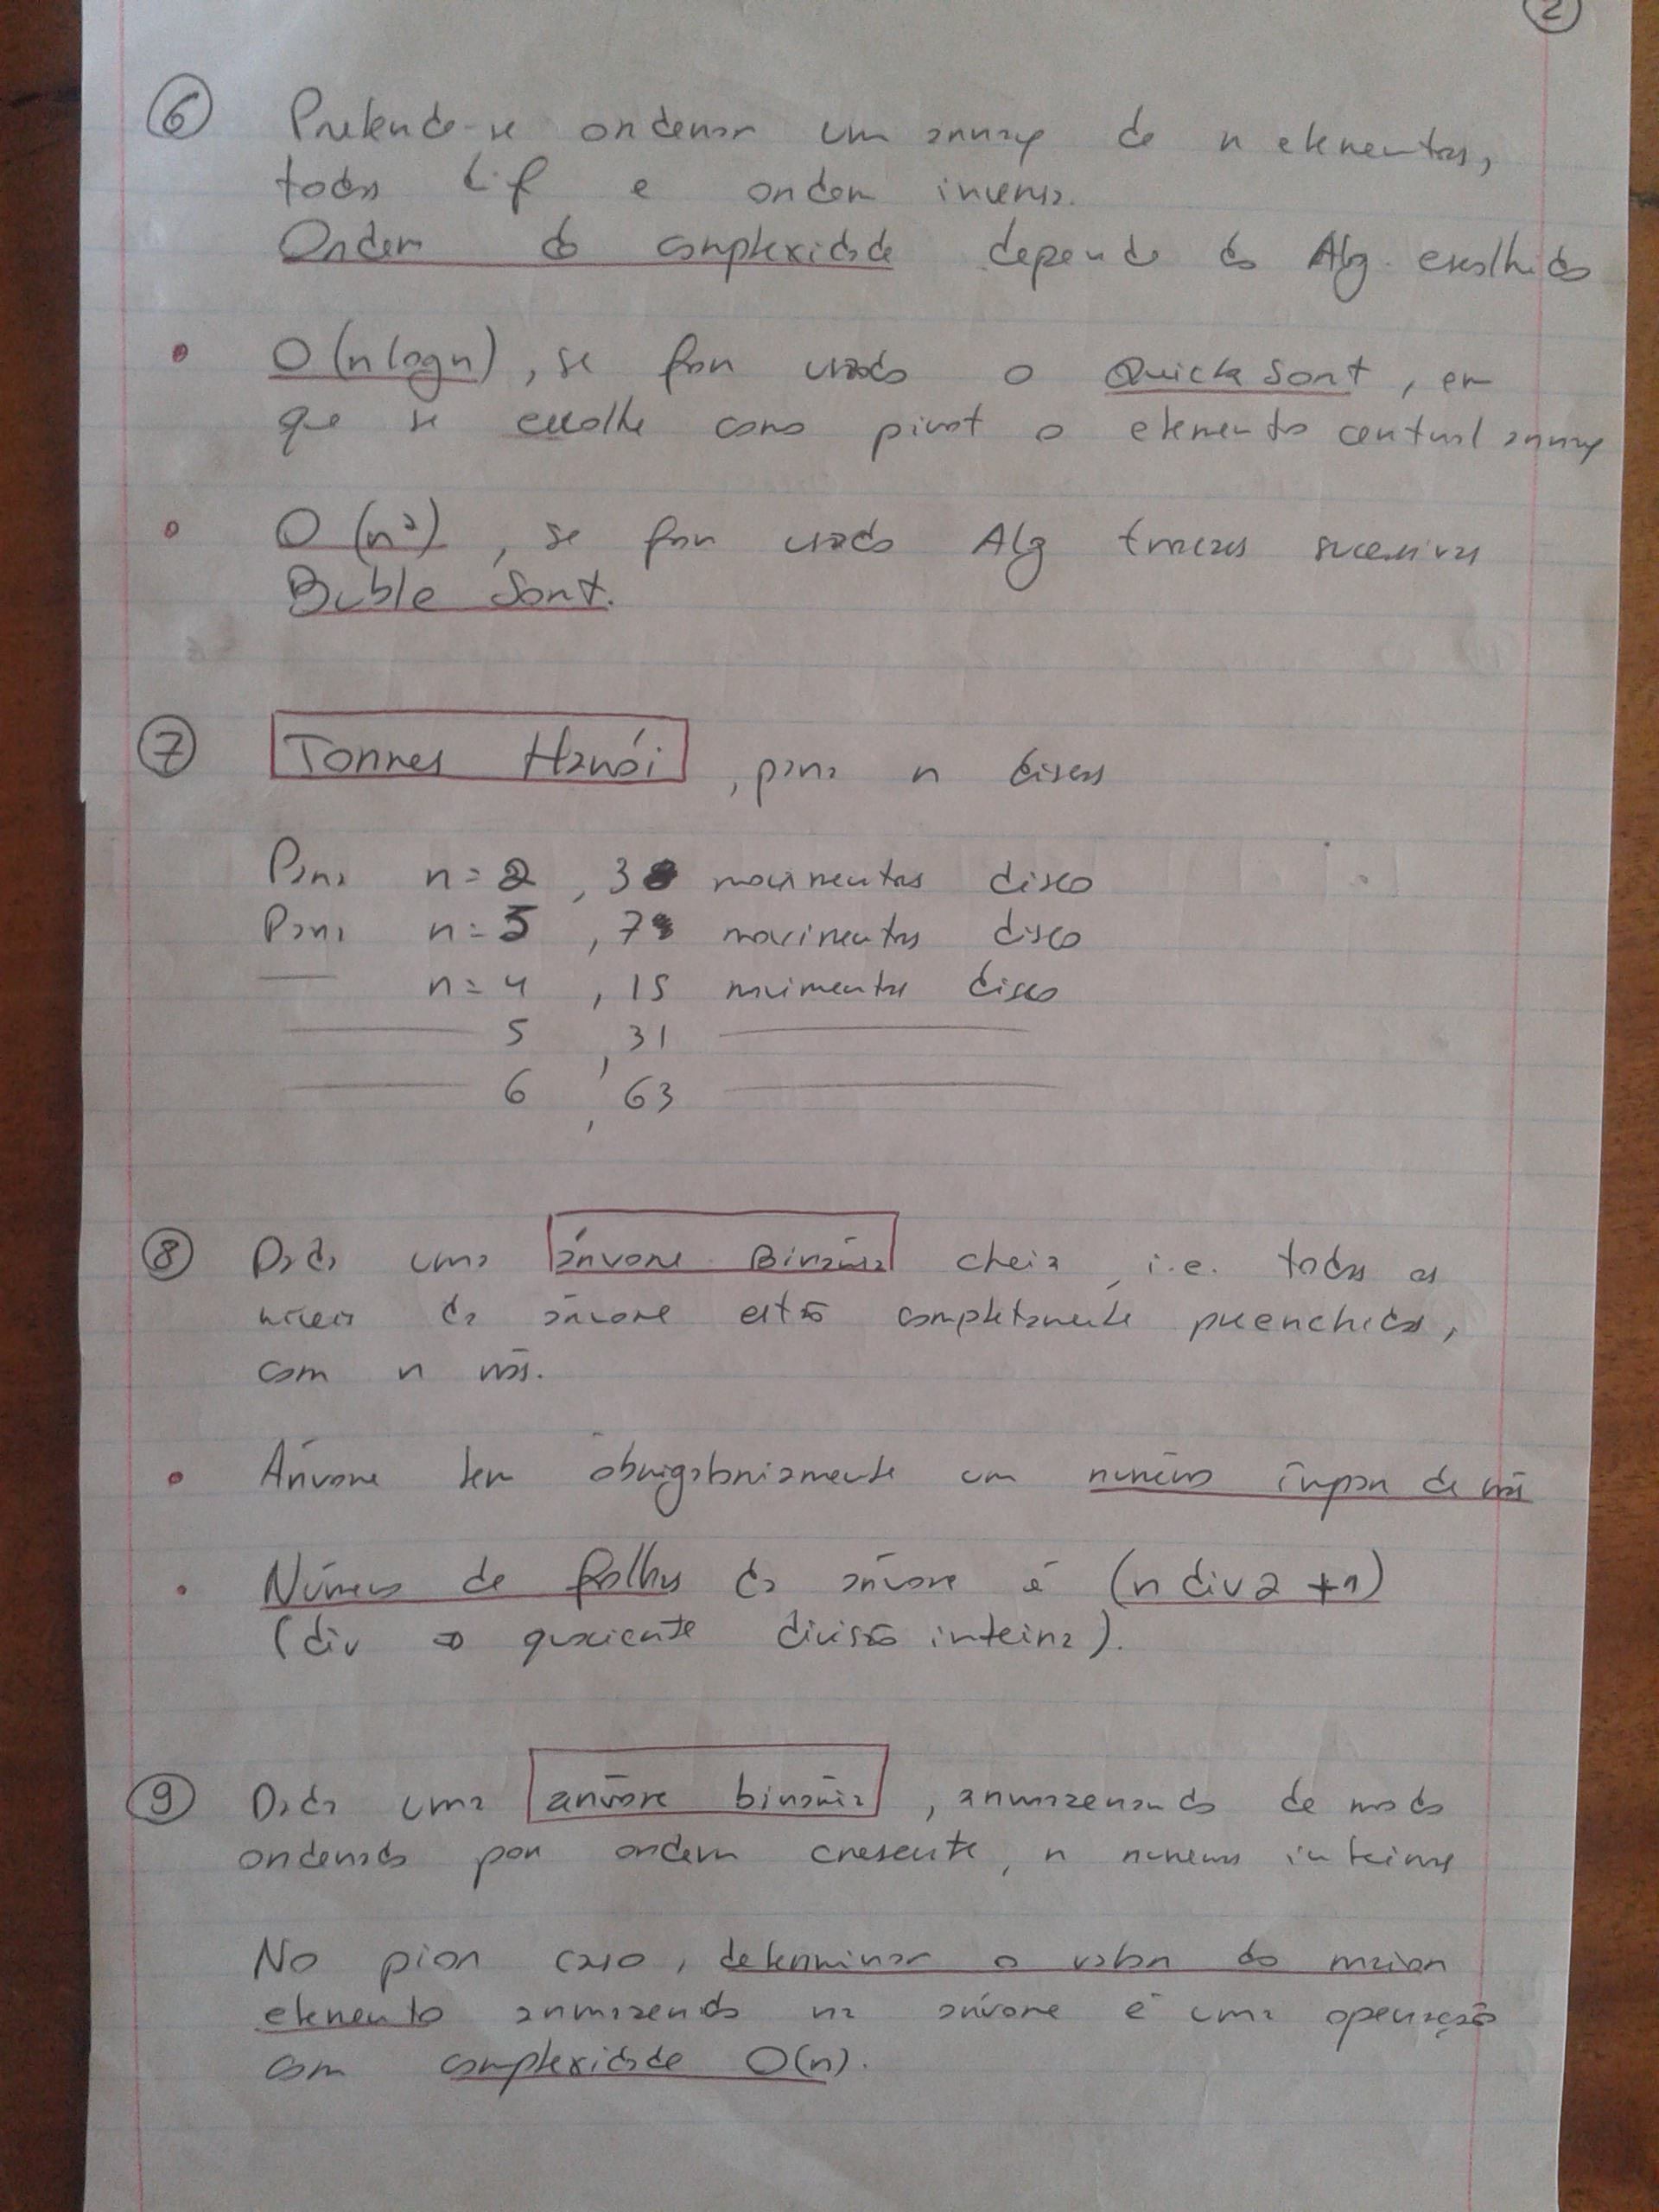 2
6 Pretende-se ordenar um array de n elementos,
todos dif e ordem inversa.
Ordem de complexidade depende do Alg. escolhido
O(n log n), se for usado o Quick Sort, em
que se escolhe como pivot o elemento central array
O(n²), se for usado Alg trocas sucessivas
Buble Sort.
7 Torres Hanói, para n discos
Para n=2, 3 movimentos disco
Para n=3, 7 movimentos disco
— n=4, 15 movimentos disco
— 5, 31 —
— 6, 63 —
8 Dada uma árvore Binária cheia, i.e. todos os
níveis da árvore estão completamente preenchidos,
com n nós.
Árvore tem obrigatoriamente um número ímpar de nós
Número de folhas da árvore é (n div 2 +1)
(div ⇒ quociente divisão inteira).
9 Dada uma árvore binária, armazenando de modo
ordenado por ordem cresente, n numeros inteiros
No pior caso, determinar o valor do maior
elemento armazenado na árvore é uma operação
com complexidade O(n).